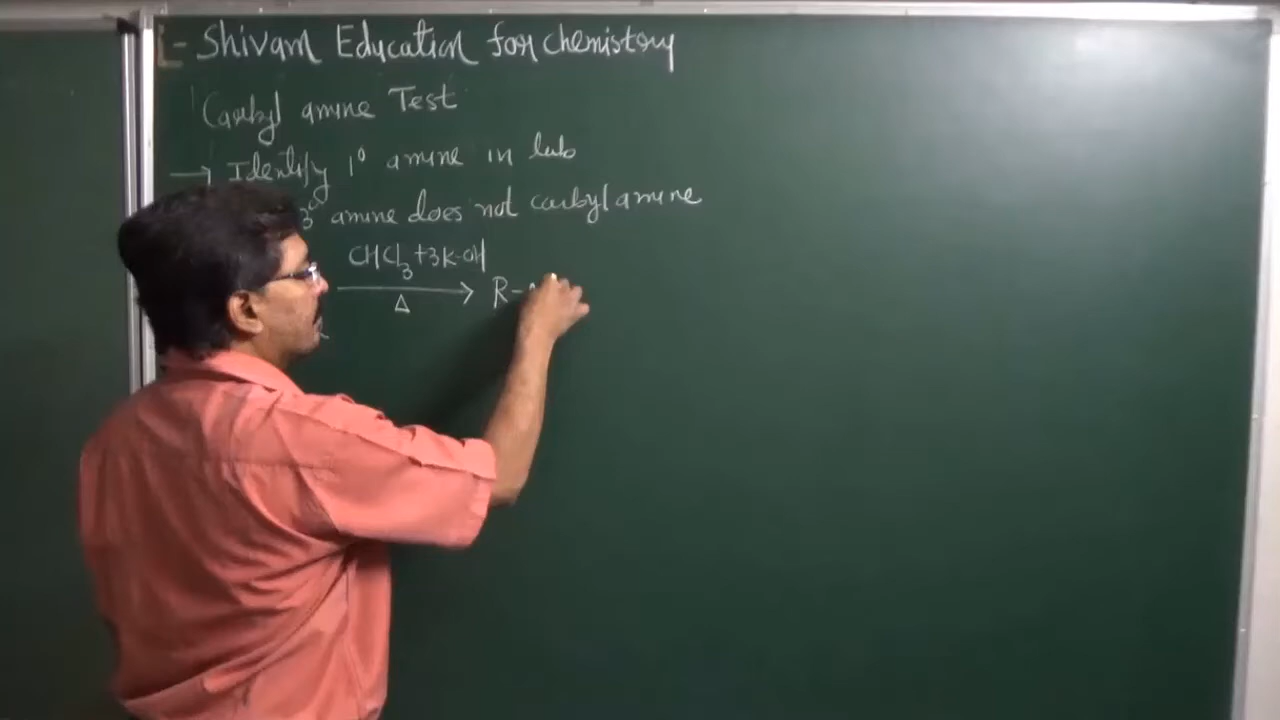 - Shivam Education for chemistory
Carbyl amine Test
→ Identify 1° amine in lab
3° amine does not carbyl amine
CHCl3+3K-OH
Δ → R-